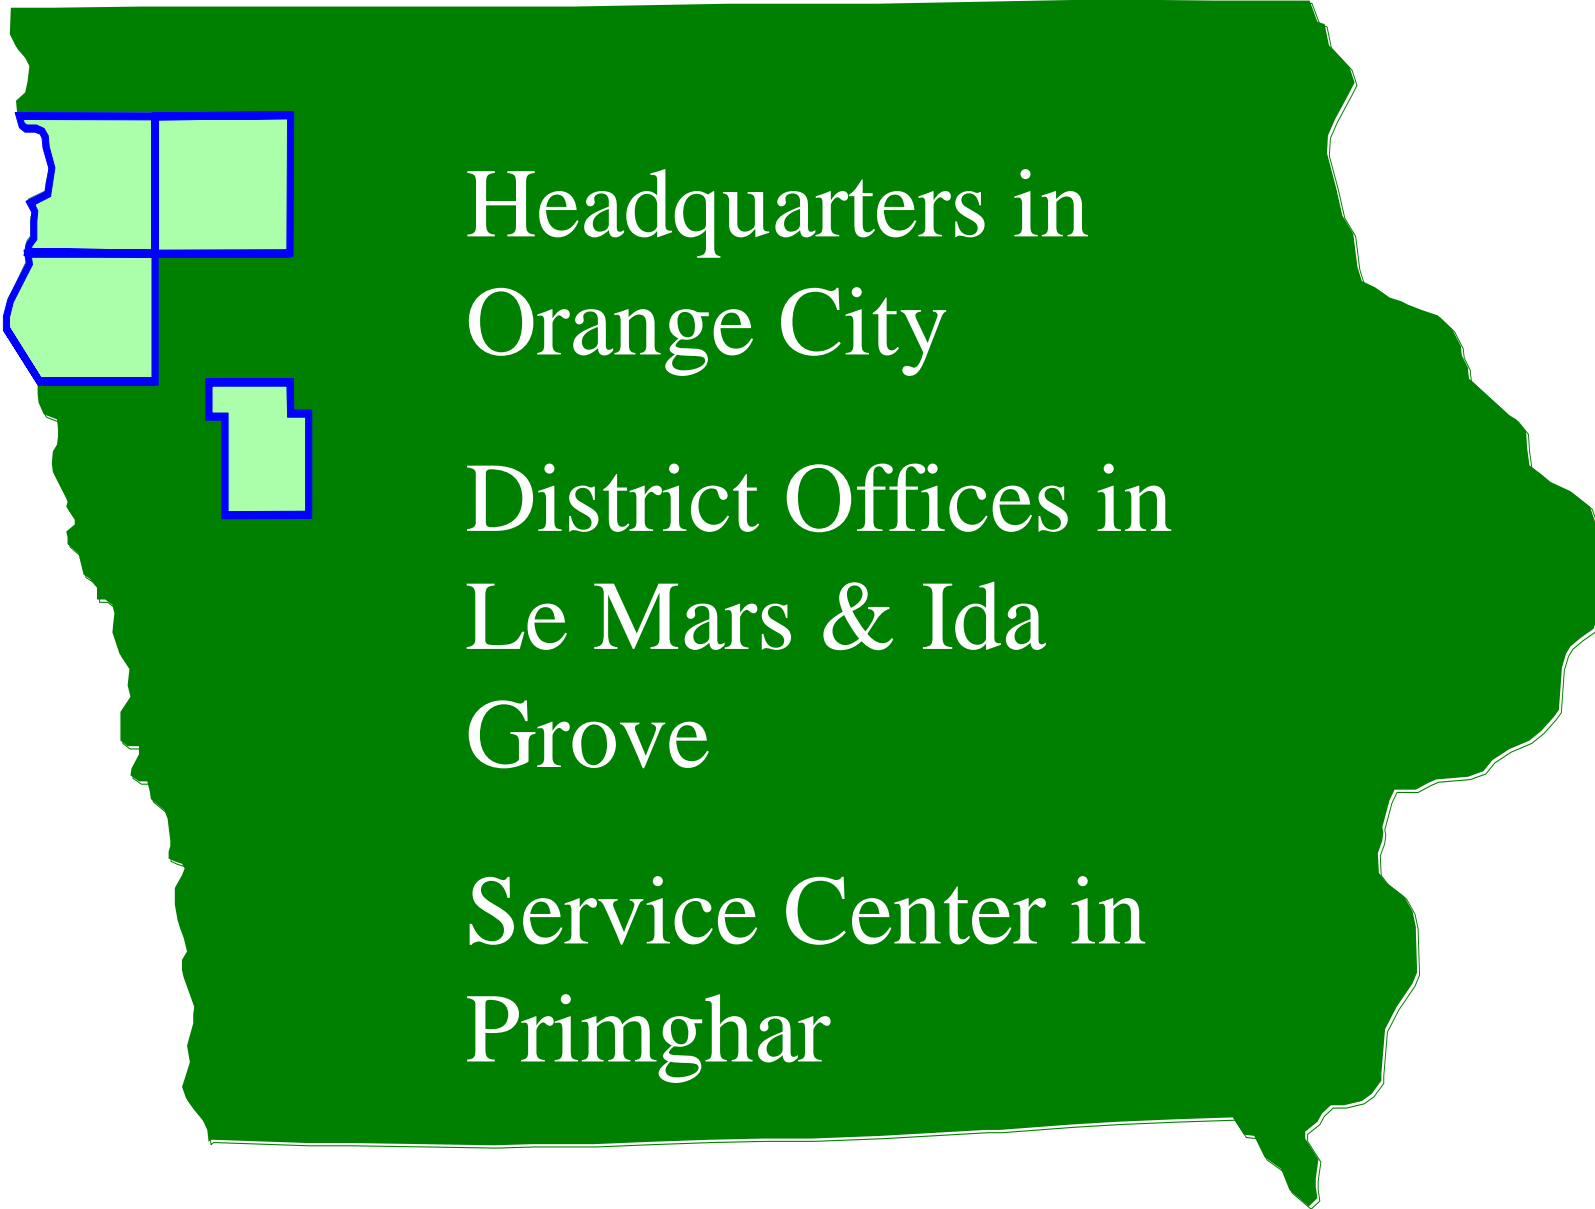 Headquarters in
Orange City
District Offices in
Le Mars & Ida
Grove
Service Center in
Primghar